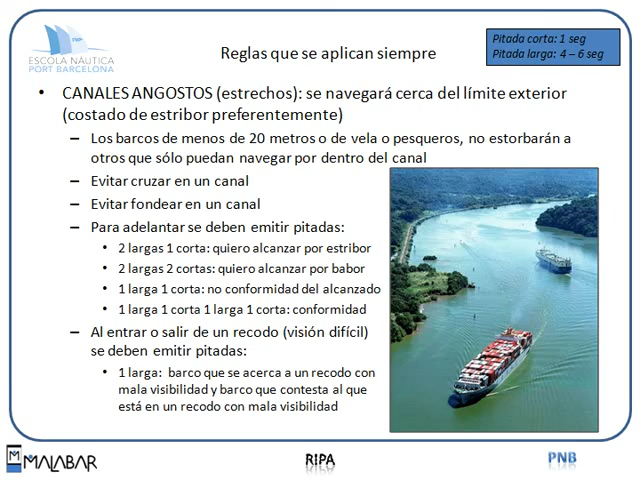 ESCOLA NÀUTICA
PORT BARCELONA
Reglas que se aplican siempre
Pitada corta: 1 seg
Pitada larga: 4 – 6 seg
• CANALES ANGOSTOS (estrechos): se navegará cerca del límite exterior
(costado de estribor preferentemente)
– Los barcos de menos de 20 metros o de vela o pesqueros, no estorbarán a
otros que sólo puedan navegar por dentro del canal
– Evitar cruzar en un canal
– Evitar fondear en un canal
– Para adelantar se deben emitir pitadas:
• 2 largas 1 corta: quiero alcanzar por estribor
• 2 largas 2 cortas: quiero alcanzar por babor
• 1 larga 1 corta: no conformidad del alcanzado
• 1 larga 1 corta 1 larga 1 corta: conformidad
– Al entrar o salir de un recodo (visión difícil)
se deben emitir pitadas:
• 1 larga: barco que se acerca a un recodo con
mala visibilidad y barco que contesta al que
está en un recodo con mala visibilidad
M MALABAR
RIPA
PNB